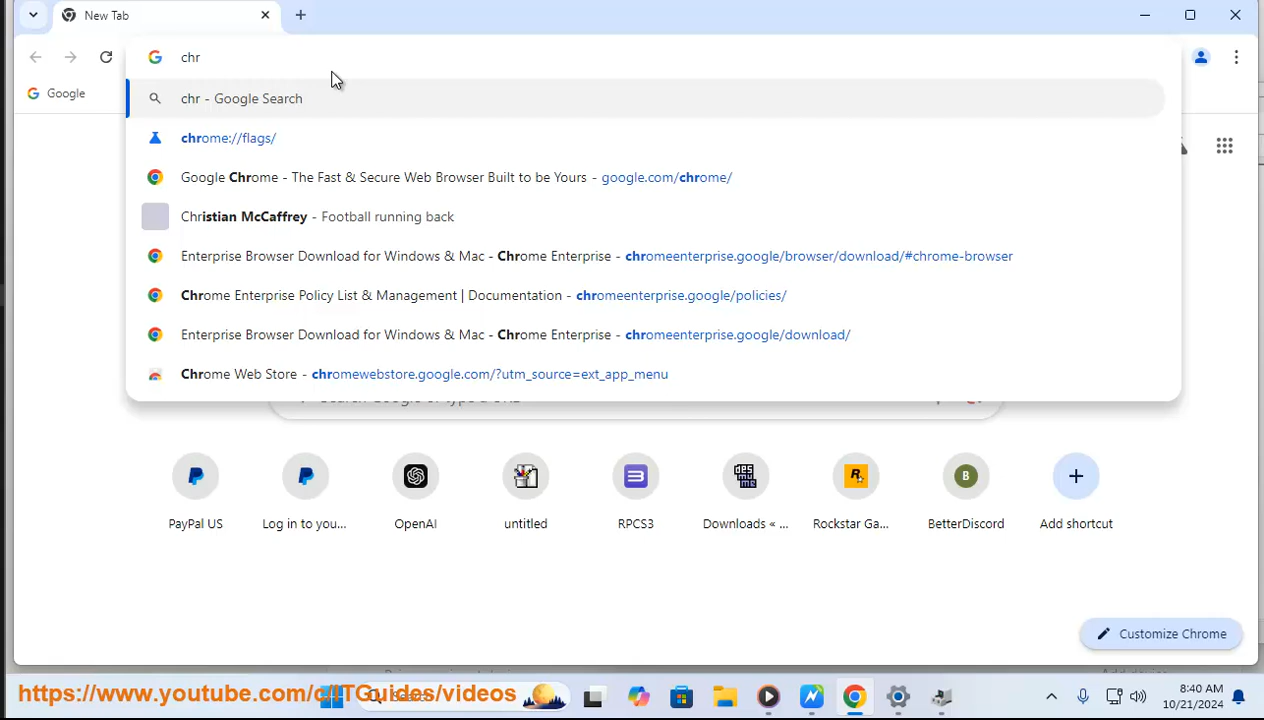 New Tab
chr
Google
chr - Google Search
chrome://flags/
Google Chrome - The Fast & Secure Web Browser Built to be Yours - google.com/chrome/
Christian McCaffrey - Football running back
Enterprise Browser Download for Windows & Mac - Chrome Enterprise - chromeenterprise.google/browser/download/#chrome-browser
Chrome Enterprise Policy List & Management | Documentation - chromeenterprise.google/policies/
Enterprise Browser Download for Windows & Mac - Chrome Enterprise - chromeenterprise.google/download/
Chrome Web Store - chromewebstore.google.com/?utm_source=ext_app_menu
PayPal US
Log in to you...
OpenAI
untitled
RPCS3
Downloads « ...
Rockstar Ga...
BetterDiscord
Add shortcut
Customize Chrome
https://www.youtube.com/c/ITGuides/videos
8:40 AM
10/21/2024